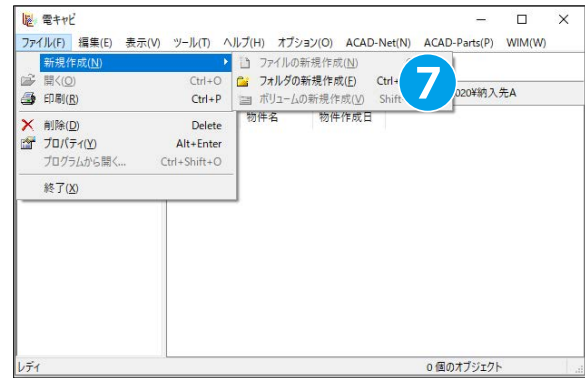 電キャビ
ファイル(F) 編集(E) 表示(V) ツール(T) ヘルプ(H) オプション(O) ACAD-Net(N) ACAD-Parts(P) WIM(W)
新規作成(N) ファイルの新規作成(N)
開く(O) Ctrl+O フォルダの新規作成(F) Ctrl+
7
印刷(R) Ctrl+P ボリュームの新規作成(V) Shift
020¥納入先A
削除(D) Delete 物件名 物件作成日
プロパティ(Y) Alt+Enter
プログラムから開く... Ctrl+Shift+O
終了(X)
レディ 0 個のオブジェクト